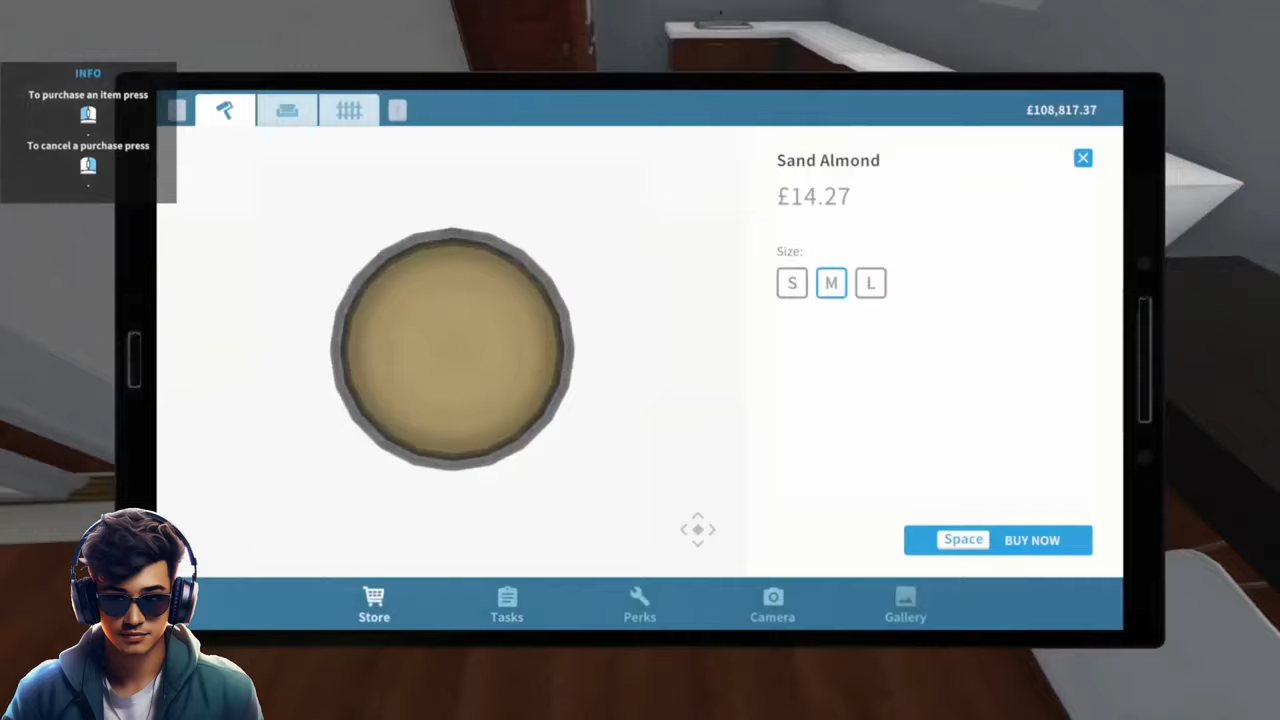 INFO
To purchase an item press
.
To cancel a purchase press
.
£108,817.37
Sand Almond
£14.27
Size:
S M L
Space BUY NOW
Store Tasks Perks Camera Gallery